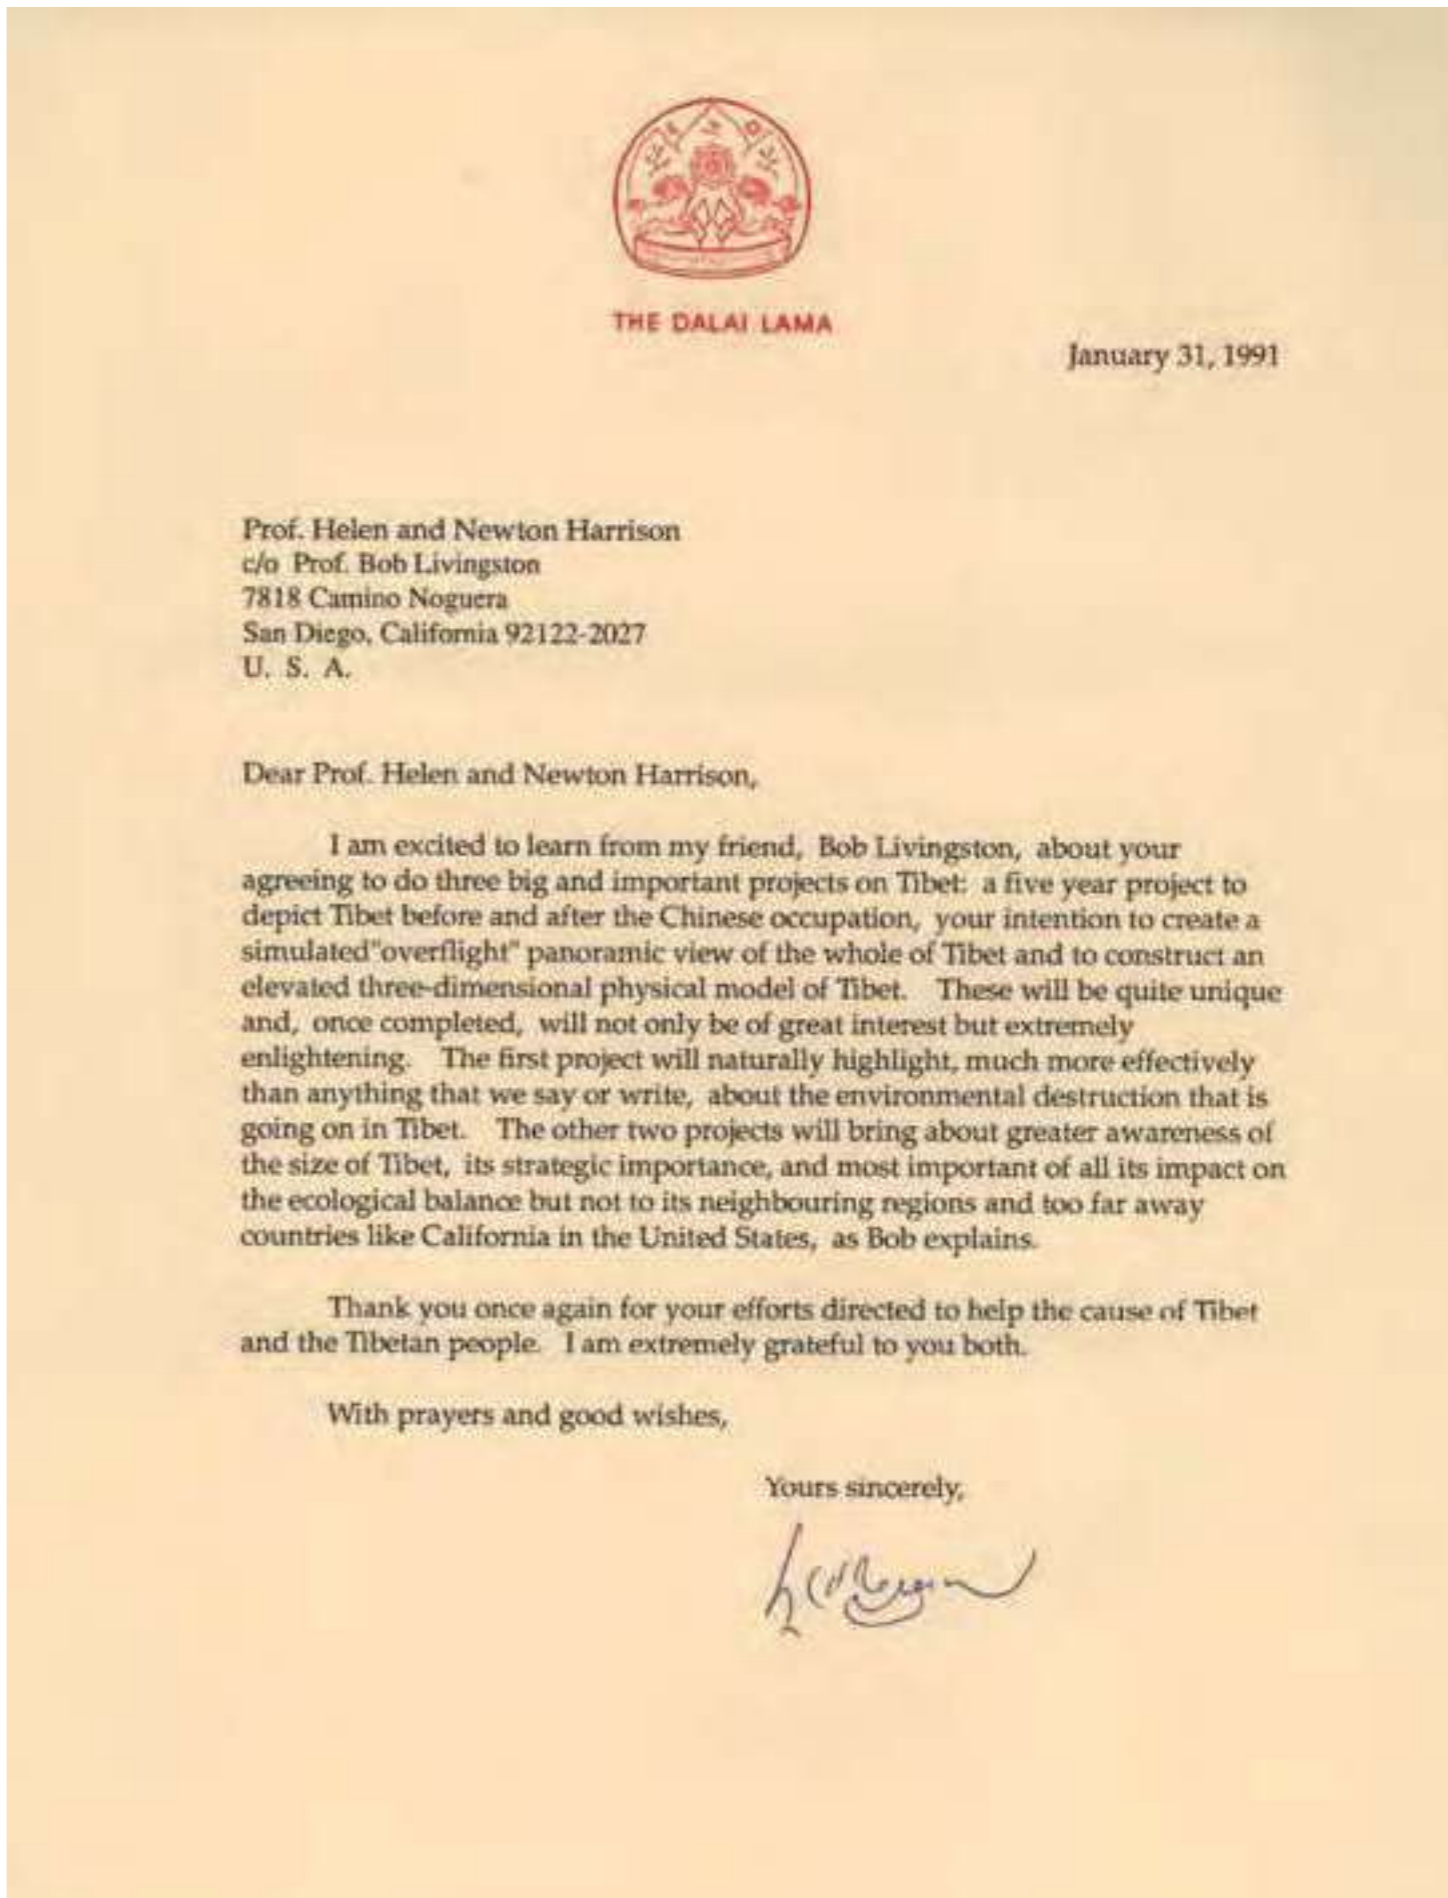 THE DALAI LAMA
January 31, 1991
Prof. Helen and Newton Harrison
c/o Prof. Bob Livingston
7818 Camino Noguera
San Diego, California 92122-2027
U. S. A.
Dear Prof. Helen and Newton Harrison,
I am excited to learn from my friend, Bob Livingston, about your
agreeing to do three big and important projects on Tibet: a five year project to
depict Tibet before and after the Chinese occupation, your intention to create a
simulated"overflight" panoramic view of the whole of Tibet and to construct an
elevated three-dimensional physical model of Tibet. These will be quite unique
and, once completed, will not only be of great interest but extremely
enlightening. The first project will naturally highlight, much more effectively
than anything that we say or write, about the environmental destruction that is
going on in Tibet. The other two projects will bring about greater awareness of
the size of Tibet, its strategic importance, and most important of all its impact on
the ecological balance but not to its neighbouring regions and too far away
countries like California in the United States, as Bob explains.
Thank you once again for your efforts directed to help the cause of Tibet
and the Tibetan people. I am extremely grateful to you both.
With prayers and good wishes,
Yours sincerely,